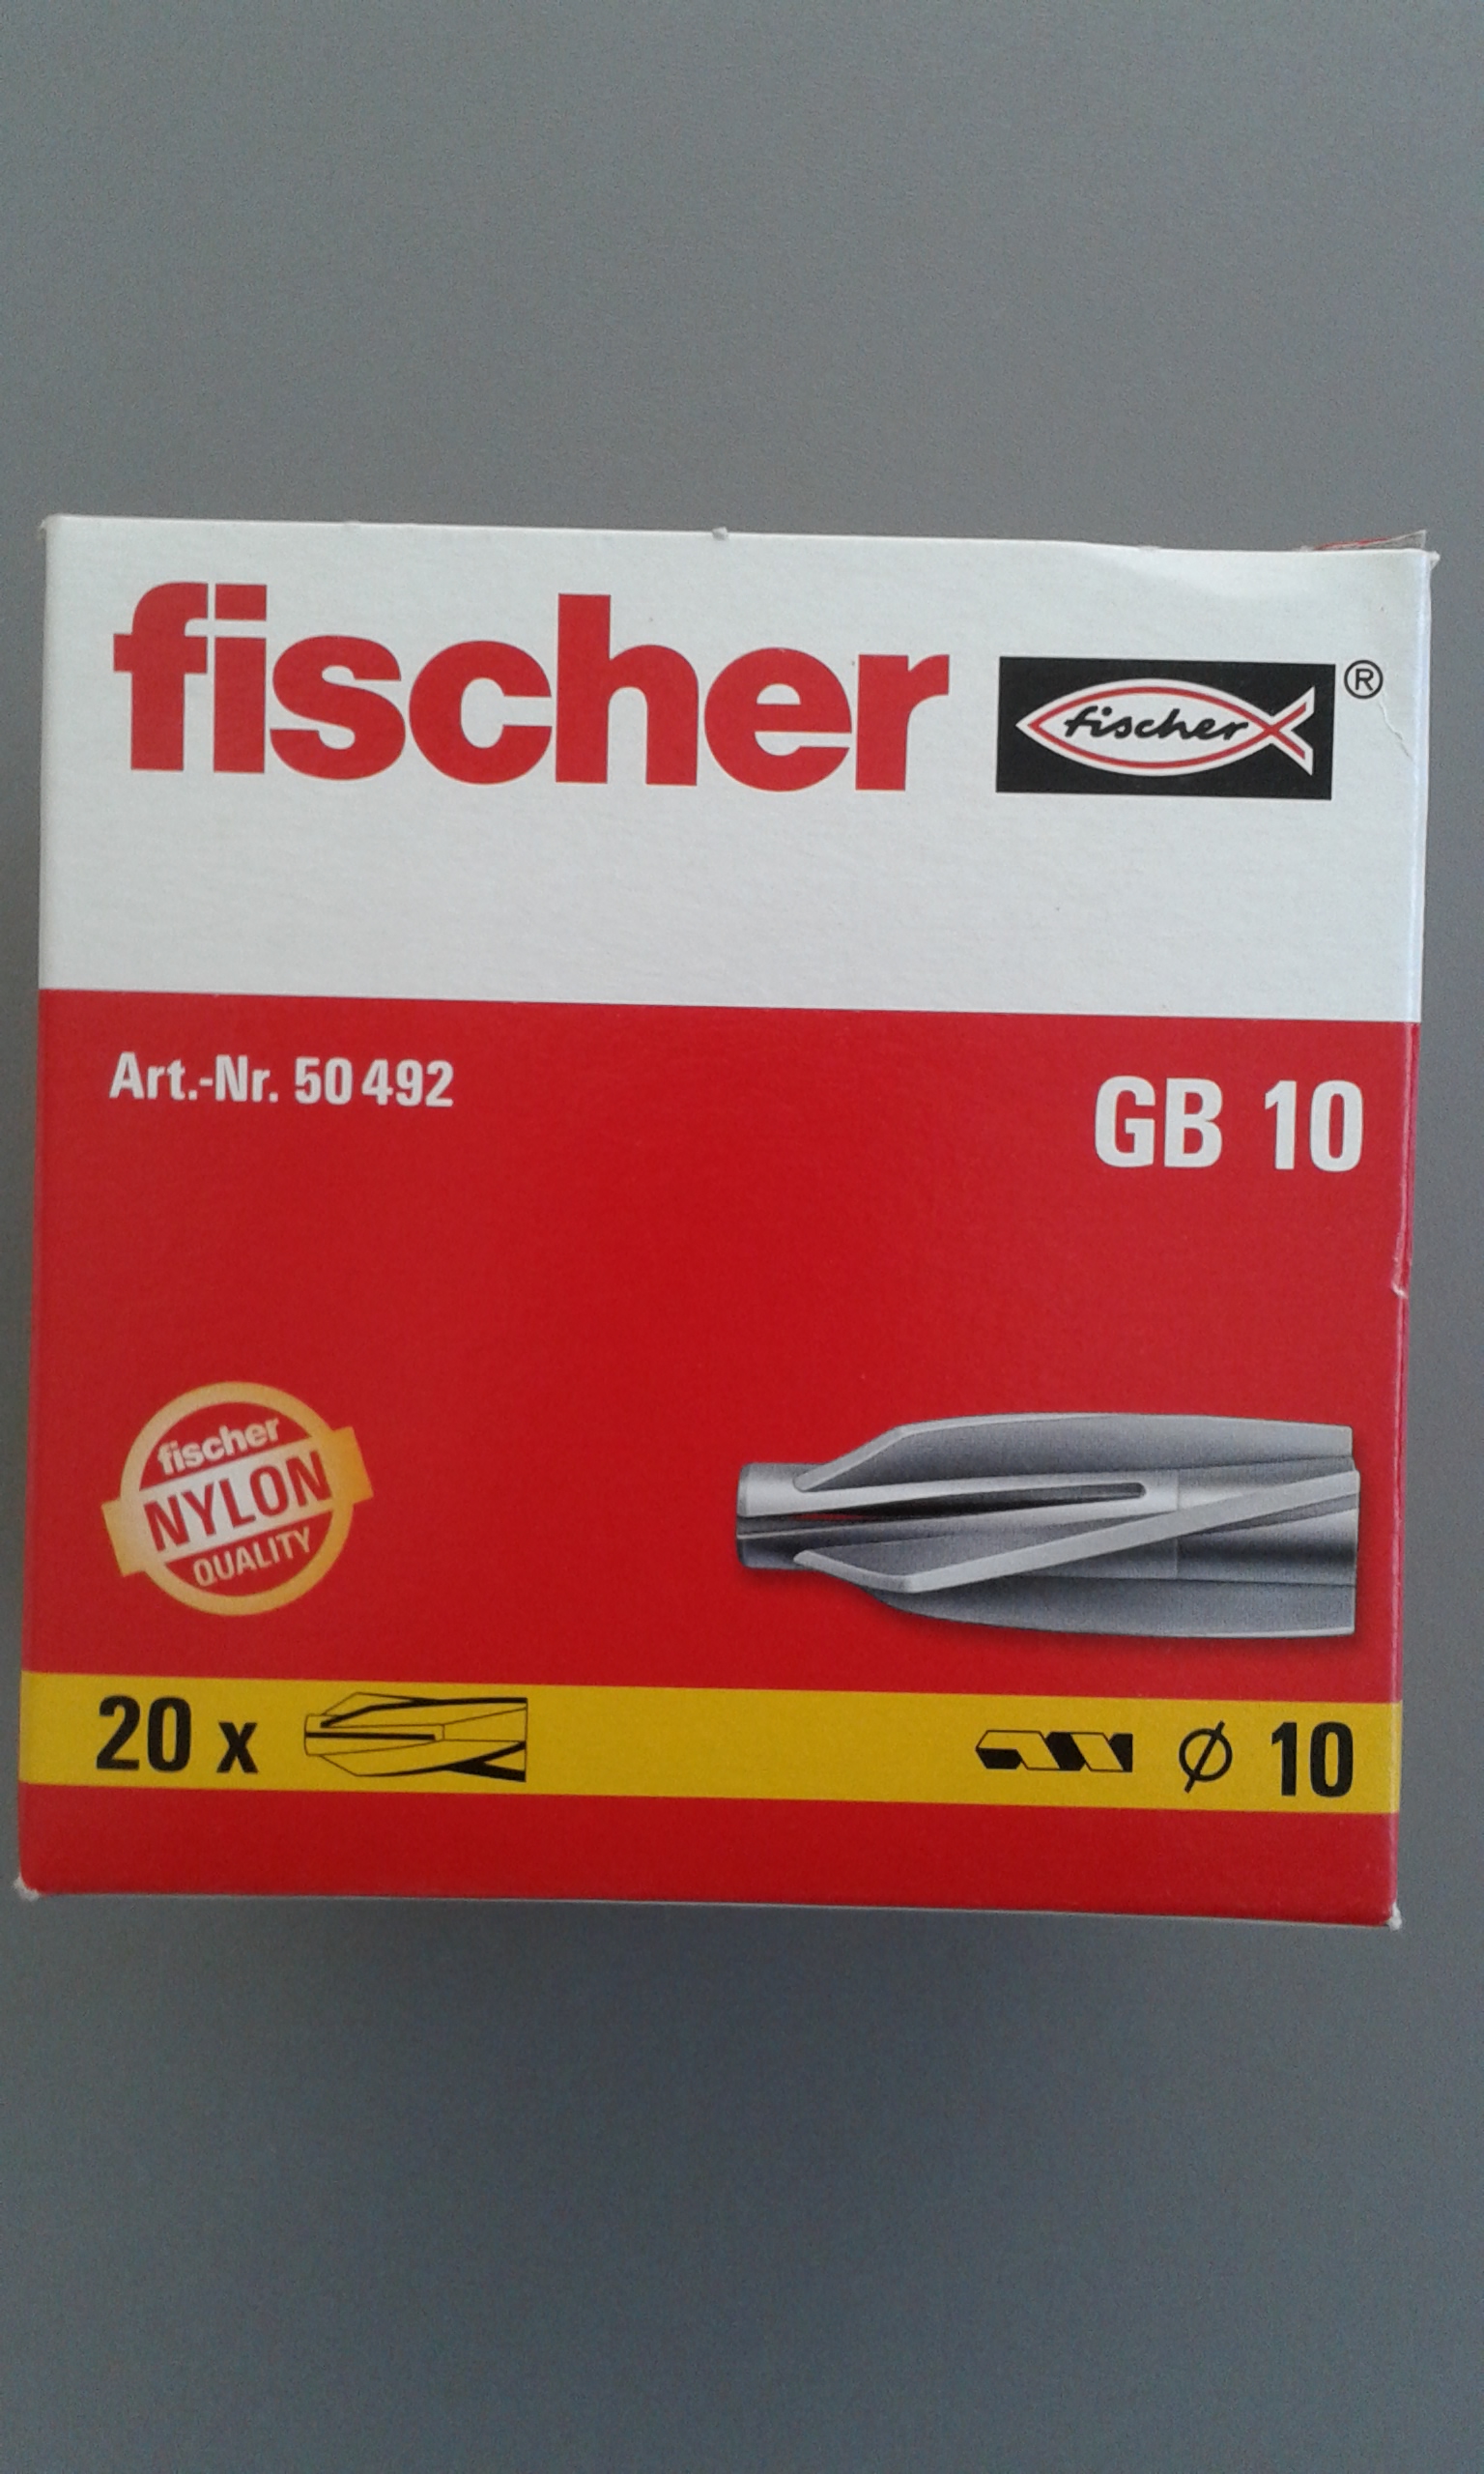 fischer fischer ®
Art.-Nr. 50 492
GB 10
fischer
NYLON
QUALITY
20 x
Ø 10